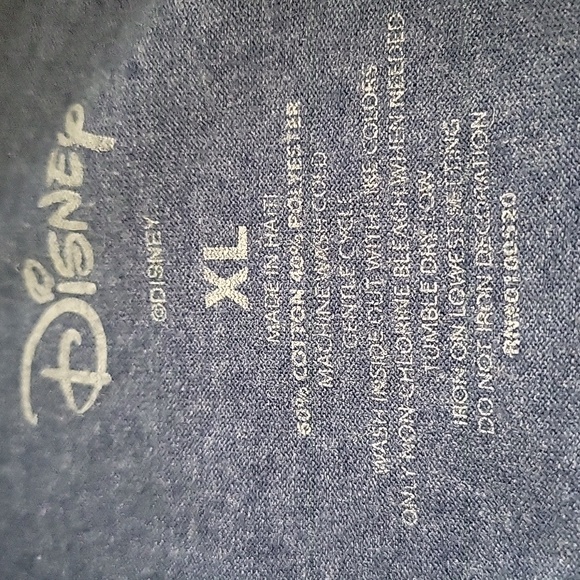 Disney
©DISNEY
XL
MADE IN HAITI
60% COTTON 40% POLYESTER
MACHINE WASH COLD
GENTLE CYCLE
WASH INSIDE OUT WITH LIKE COLORS
ONLY NON-CHLORINE BLEACH WHEN NEEDED
TUMBLE DRY LOW
IRON ON LOWEST SETTING
DO NOT IRON DECORATION